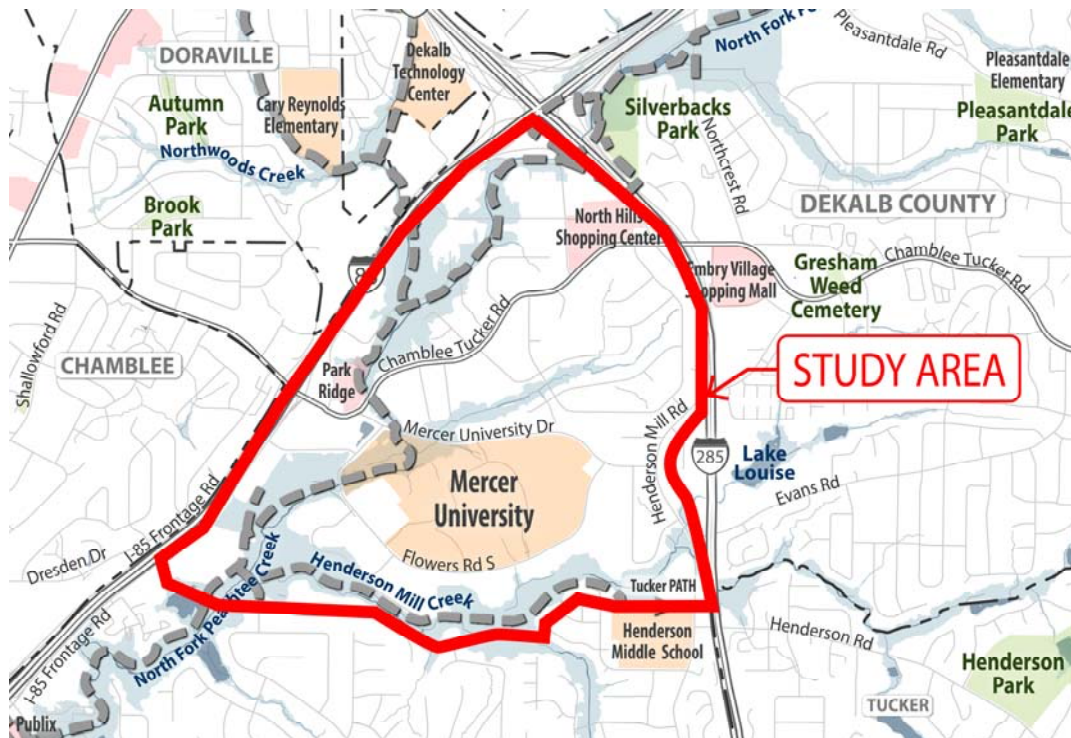 North Fork
Pleasantdale Rd
DORAVILLE
Dekalb
Technology
Center
Pleasantdale
Elementary
Cary Reynolds
Elementary
Autumn
Park
Silverbacks
Park
Pleasantdale
Park
Northwoods Creek
Northcrest Rd
Brook
Park
North Hills
Shopping Center
DEKALB COUNTY
Embry Village
Shopping Mall
Gresham
Weed
Cemetery
Chamblee Tucker Rd
Shallowford Rd
CHAMBLEE
Park
Ridge
Chamblee Tucker Rd
STUDY AREA
Mercer University Dr
Henderson Mill Rd
285
Lake
Louise
Mercer
University
Evans Rd
I-85 Frontage Rd
Dresden Dr
Flowers Rd S
Henderson Mill Creek
Tucker PATH
North Fork Peachtee Creek
Henderson
Middle School
Henderson Rd
I-85 Frontage Rd
Henderson
Park
TUCKER
Publix